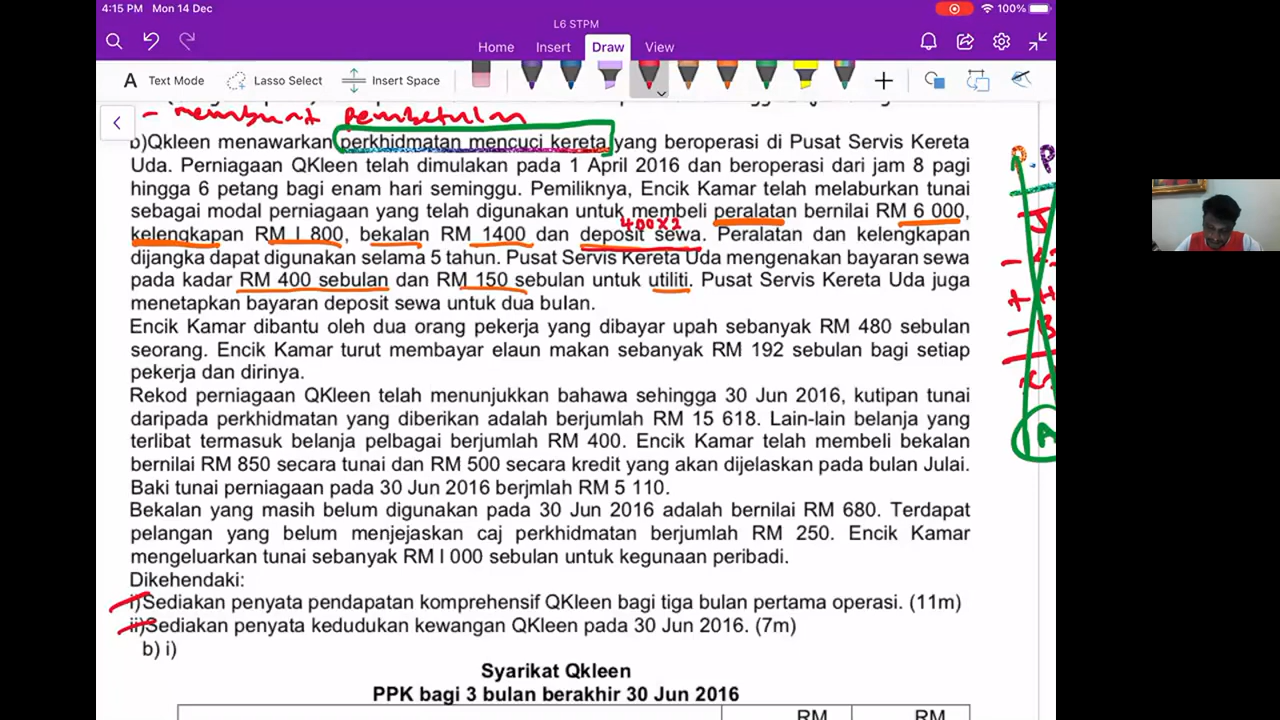 4:15 PM Mon 14 Dec
100%
L6 STPM
Home Insert Draw View
Text Mode
Lasso Select
Insert Space
- membuat pembetulan
b)Qkleen menawarkan perkhidmatan mencuci kereta yang beroperasi di Pusat Servis Kereta
Uda. Perniagaan QKleen telah dimulakan pada 1 April 2016 dan beroperasi dari jam 8 pagi
hingga 6 petang bagi enam hari seminggu. Pemiliknya, Encik Kamar telah melaburkan tunai
sebagai modal perniagaan yang telah digunakan untuk membeli peralatan bernilai RM 6 000,
400x2
kelengkapan RM I 800, bekalan RM 1400 dan deposit sewa. Peralatan dan kelengkapan
dijangka dapat digunakan selama 5 tahun. Pusat Servis Kereta Uda mengenakan bayaran sewa
pada kadar RM 400 sebulan dan RM 150 sebulan untuk utiliti. Pusat Servis Kereta Uda juga
menetapkan bayaran deposit sewa untuk dua bulan.
Encik Kamar dibantu oleh dua orang pekerja yang dibayar upah sebanyak RM 480 sebulan
seorang. Encik Kamar turut membayar elaun makan sebanyak RM 192 sebulan bagi setiap
pekerja dan dirinya.
Rekod perniagaan QKleen telah menunjukkan bahawa sehingga 30 Jun 2016, kutipan tunai
daripada perkhidmatan yang diberikan adalah berjumlah RM 15 618. Lain-lain belanja yang
terlibat termasuk belanja pelbagai berjumlah RM 400. Encik Kamar telah membeli bekalan
bernilai RM 850 secara tunai dan RM 500 secara kredit yang akan dijelaskan pada bulan Julai.
Baki tunai perniagaan pada 30 Jun 2016 berjmlah RM 5 110.
Bekalan yang masih belum digunakan pada 30 Jun 2016 adalah bernilai RM 680. Terdapat
pelangan yang belum menjejaskan caj perkhidmatan berjumlah RM 250. Encik Kamar
mengeluarkan tunai sebanyak RM I 000 sebulan untuk kegunaan peribadi.
Dikehendaki:
i)Sediakan penyata pendapatan komprehensif QKleen bagi tiga bulan pertama operasi. (11m)
ii)Sediakan penyata kedudukan kewangan QKleen pada 30 Jun 2016. (7m)
b) i)
Syarikat Qkleen
PPK bagi 3 bulan berakhir 30 Jun 2016
RM RM